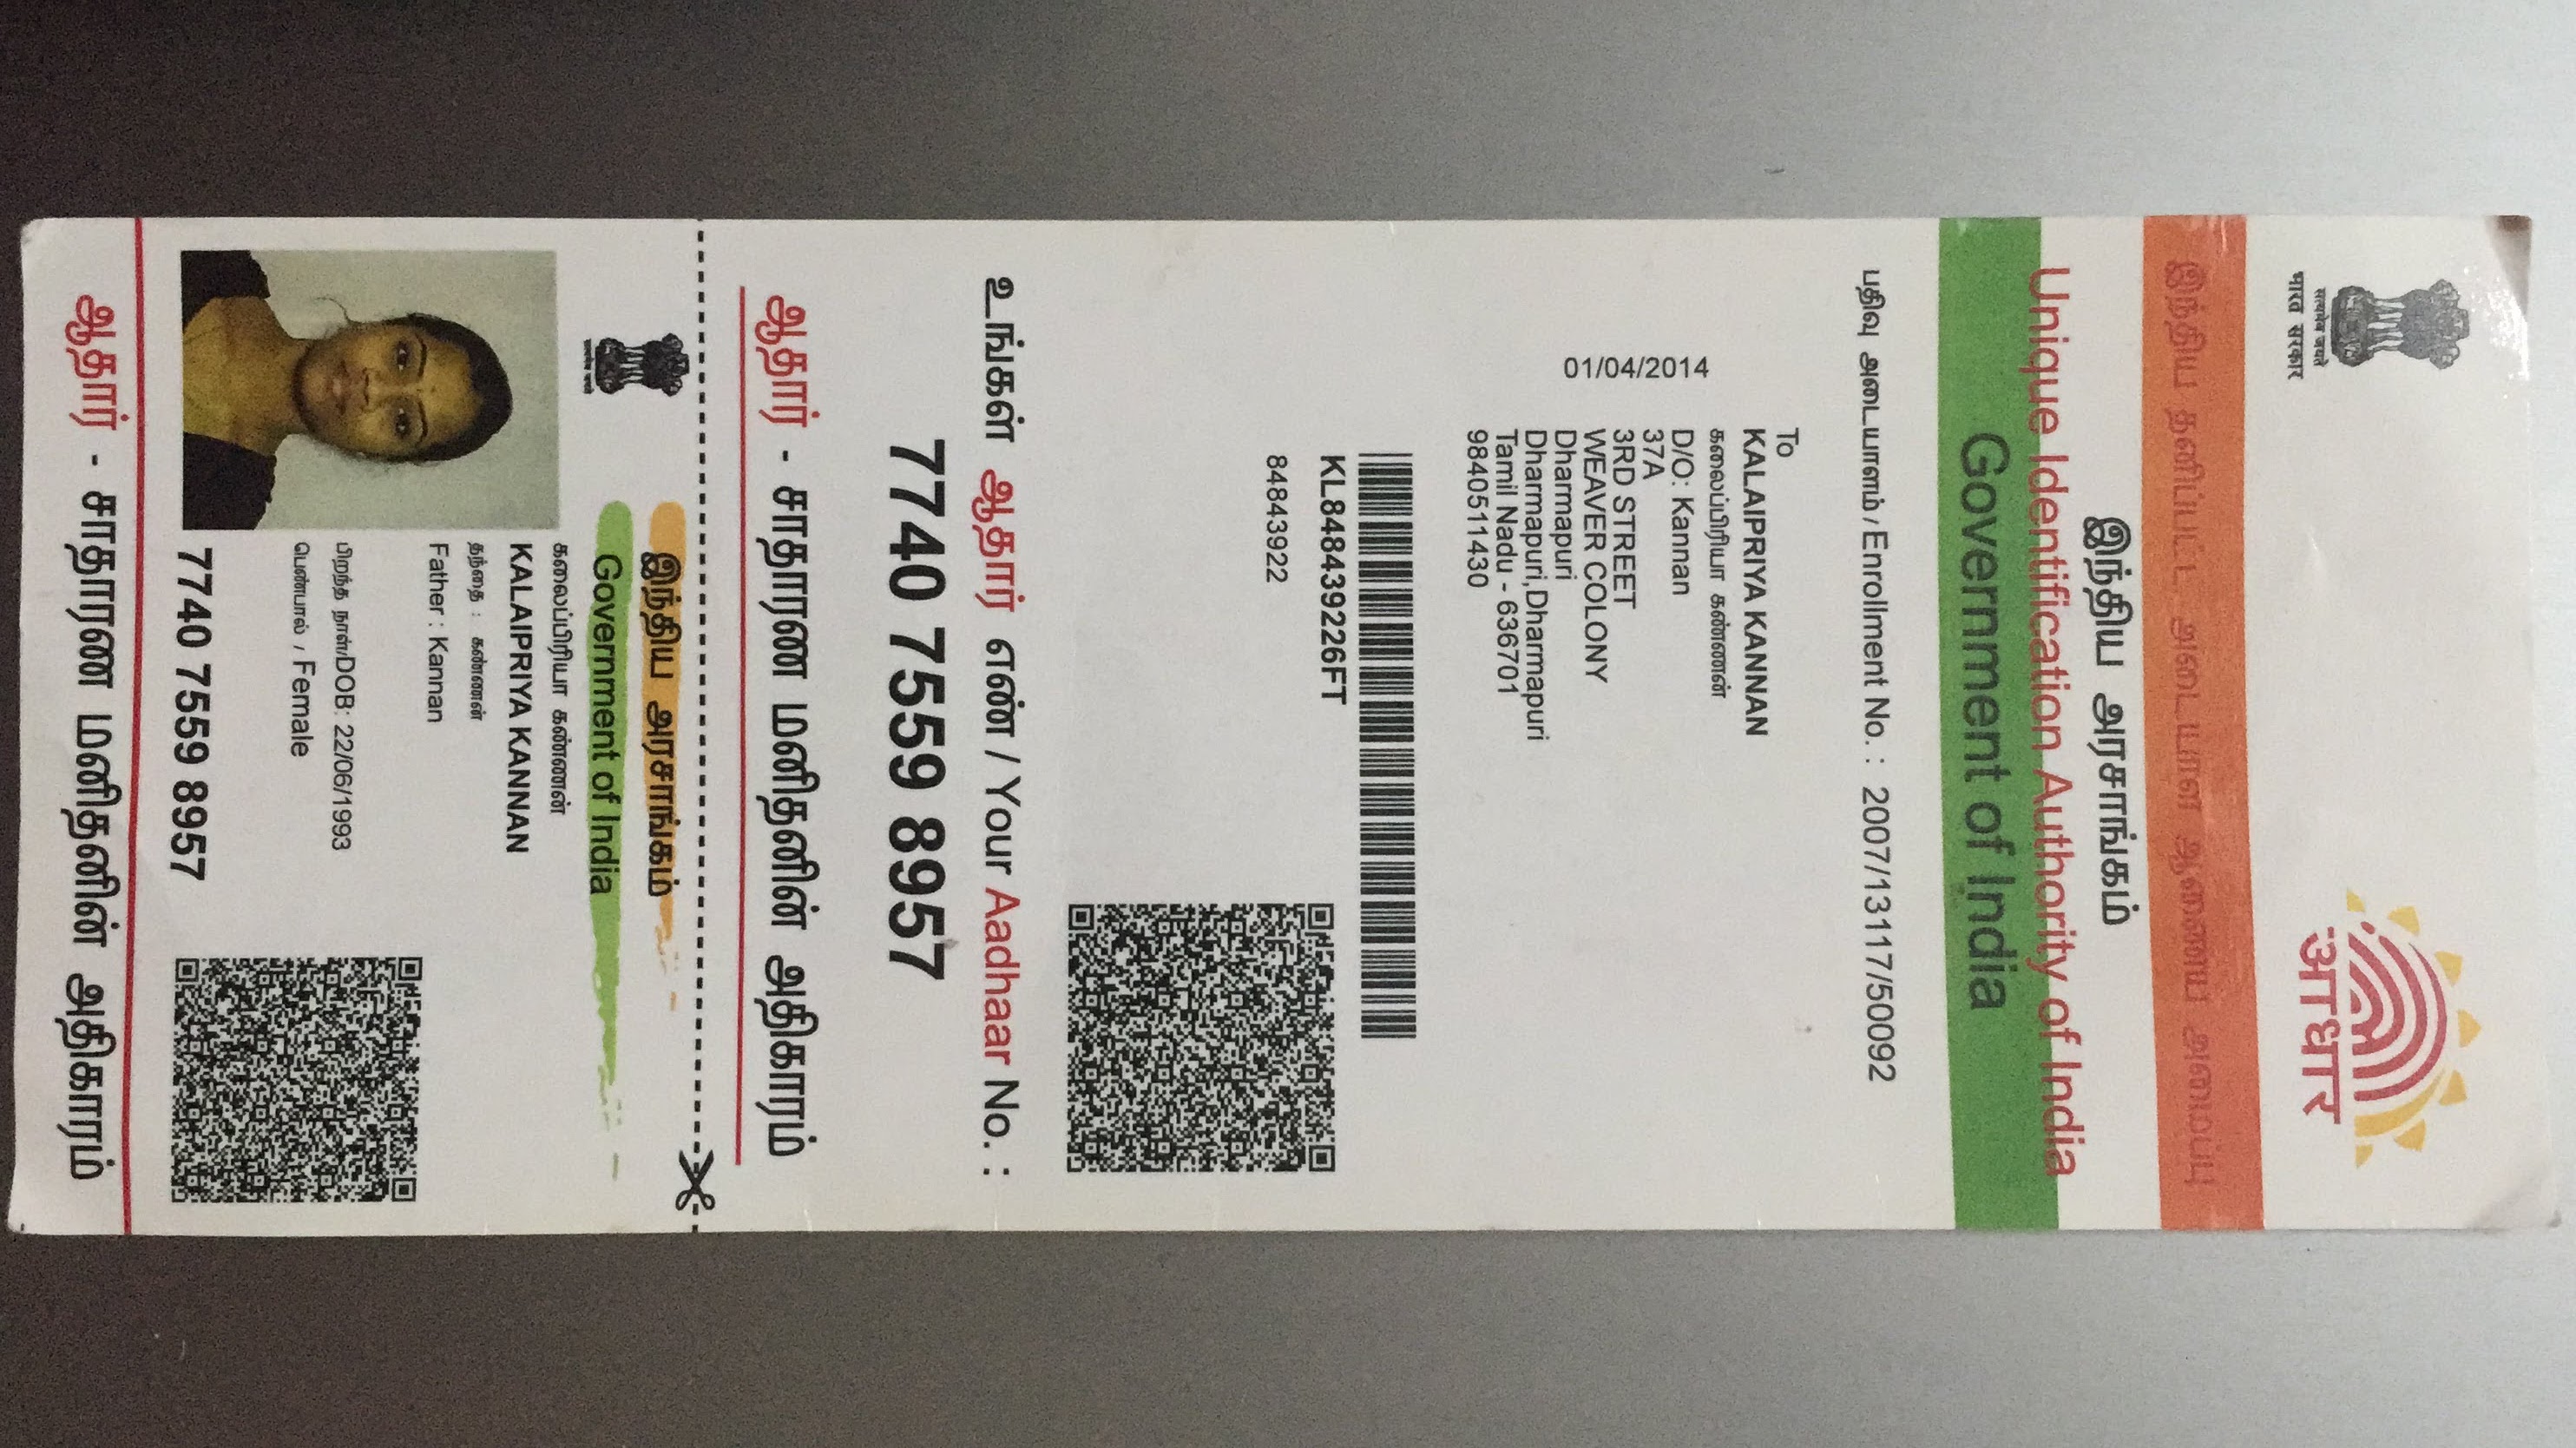 सत्यमेव जयते
भारत सरकार
आधार
இந்திய தனிப்பட்ட அடையாள ஆணைய அமைப்பு
இந்திய அரசாங்கம்
Unique Identification Authority of India
Government of India
பதிவு அடையாளம் / Enrollment No. : 2007/13117/50092
01/04/2014
To
KALAIPRIYA KANNAN
கலைப்பிரியா கண்ணன்
D/O: Kannan
37A
3RD STREET
WEAVER COLONY
Dharmapuri
Dharmapuri,Dharmapuri
Tamil Nadu - 636701
9840511430
KL848439226FT
84843922
உங்கள் ஆதார் எண் / Your Aadhaar No. :
7740 7559 8957
ஆதார் - சாதாரண மனிதனின் அதிகாரம்
सत्यमेव जयते
இந்திய அரசாங்கம்
Government of India
கலைப்பிரியா கண்ணன்
KALAIPRIYA KANNAN
தந்தை : கண்ணன்
Father : Kannan
பிறந்த நாள்/DOB: 22/06/1993
பெண்பால் / Female
7740 7559 8957
ஆதார் - சாதாரண மனிதனின் அதிகாரம்